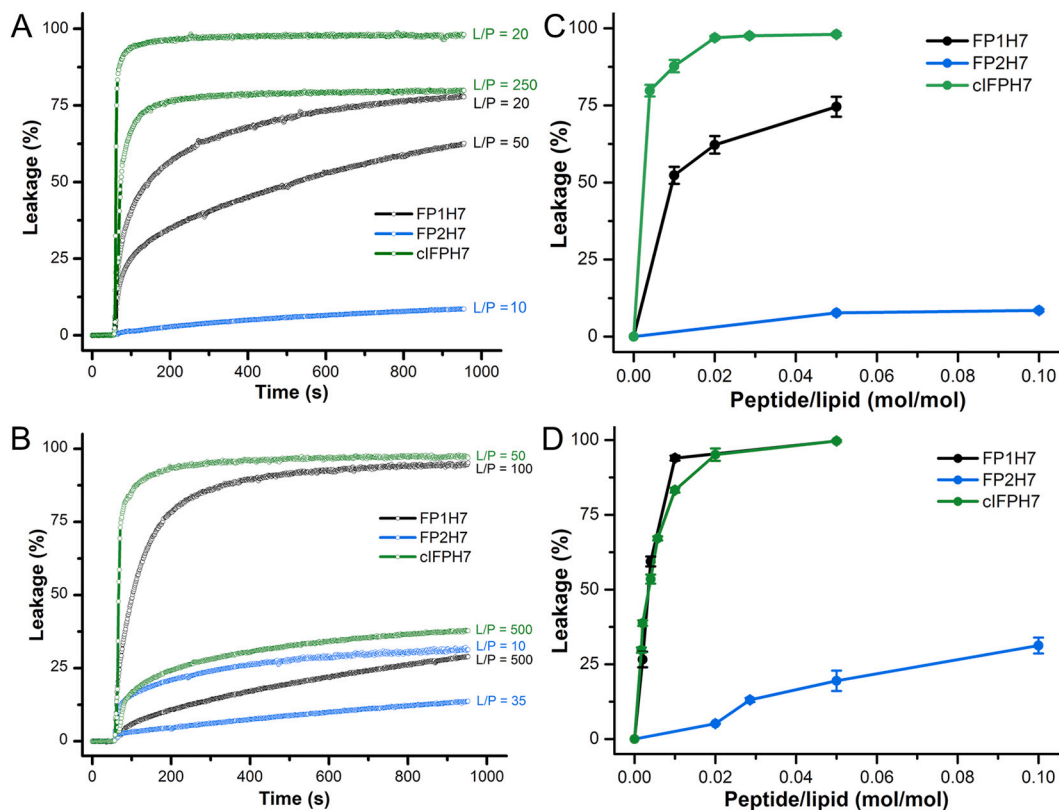 A
Leakage (%)
100
75
50
25
0
L/P = 20
L/P = 250
L/P = 20
L/P = 50
L/P = 10
FP1H7
FP2H7
cIFPH7
0 200 400 600 800 1000
Time (s)
C
Leakage (%)
100
75
50
25
0
FP1H7
FP2H7
cIFPH7
0.00 0.02 0.04 0.06 0.08 0.10
Peptide/lipid (mol/mol)
B
Leakage (%)
100
75
50
25
0
L/P = 50
L/P = 100
L/P = 500
L/P = 10
L/P = 500
L/P = 35
FP1H7
FP2H7
cIFPH7
0 200 400 600 800 1000
Time (s)
D
Leakage (%)
100
75
50
25
0
FP1H7
FP2H7
cIFPH7
0.00 0.02 0.04 0.06 0.08 0.10
Peptide/lipid (mol/mol)